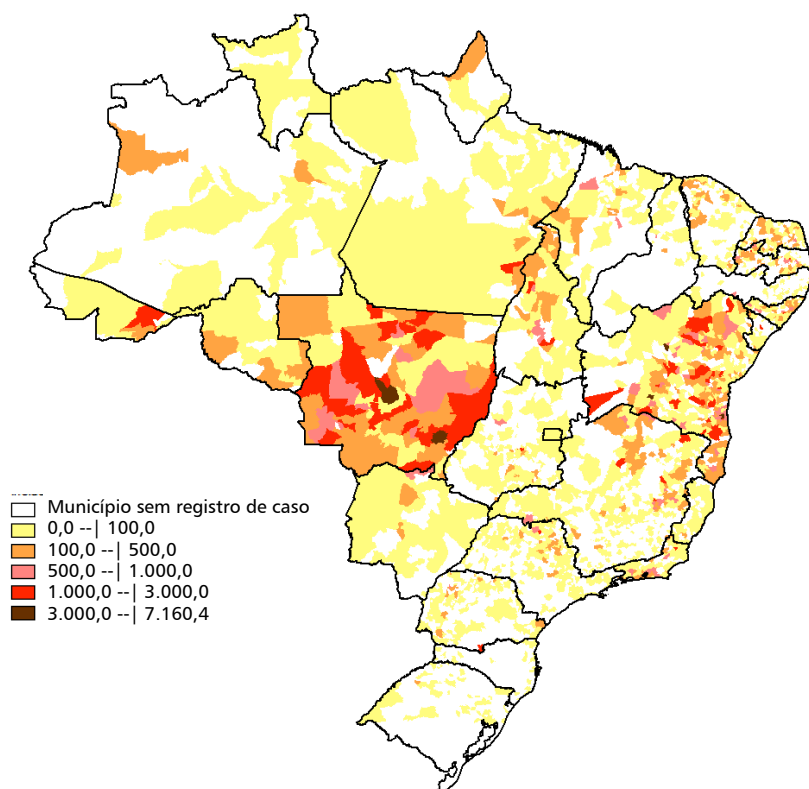 Município sem registro de caso
0,0 --| 100,0
100,0 --| 500,0
500,0 --| 1.000,0
1.000,0 --| 3.000,0
3.000,0 --| 7.160,4